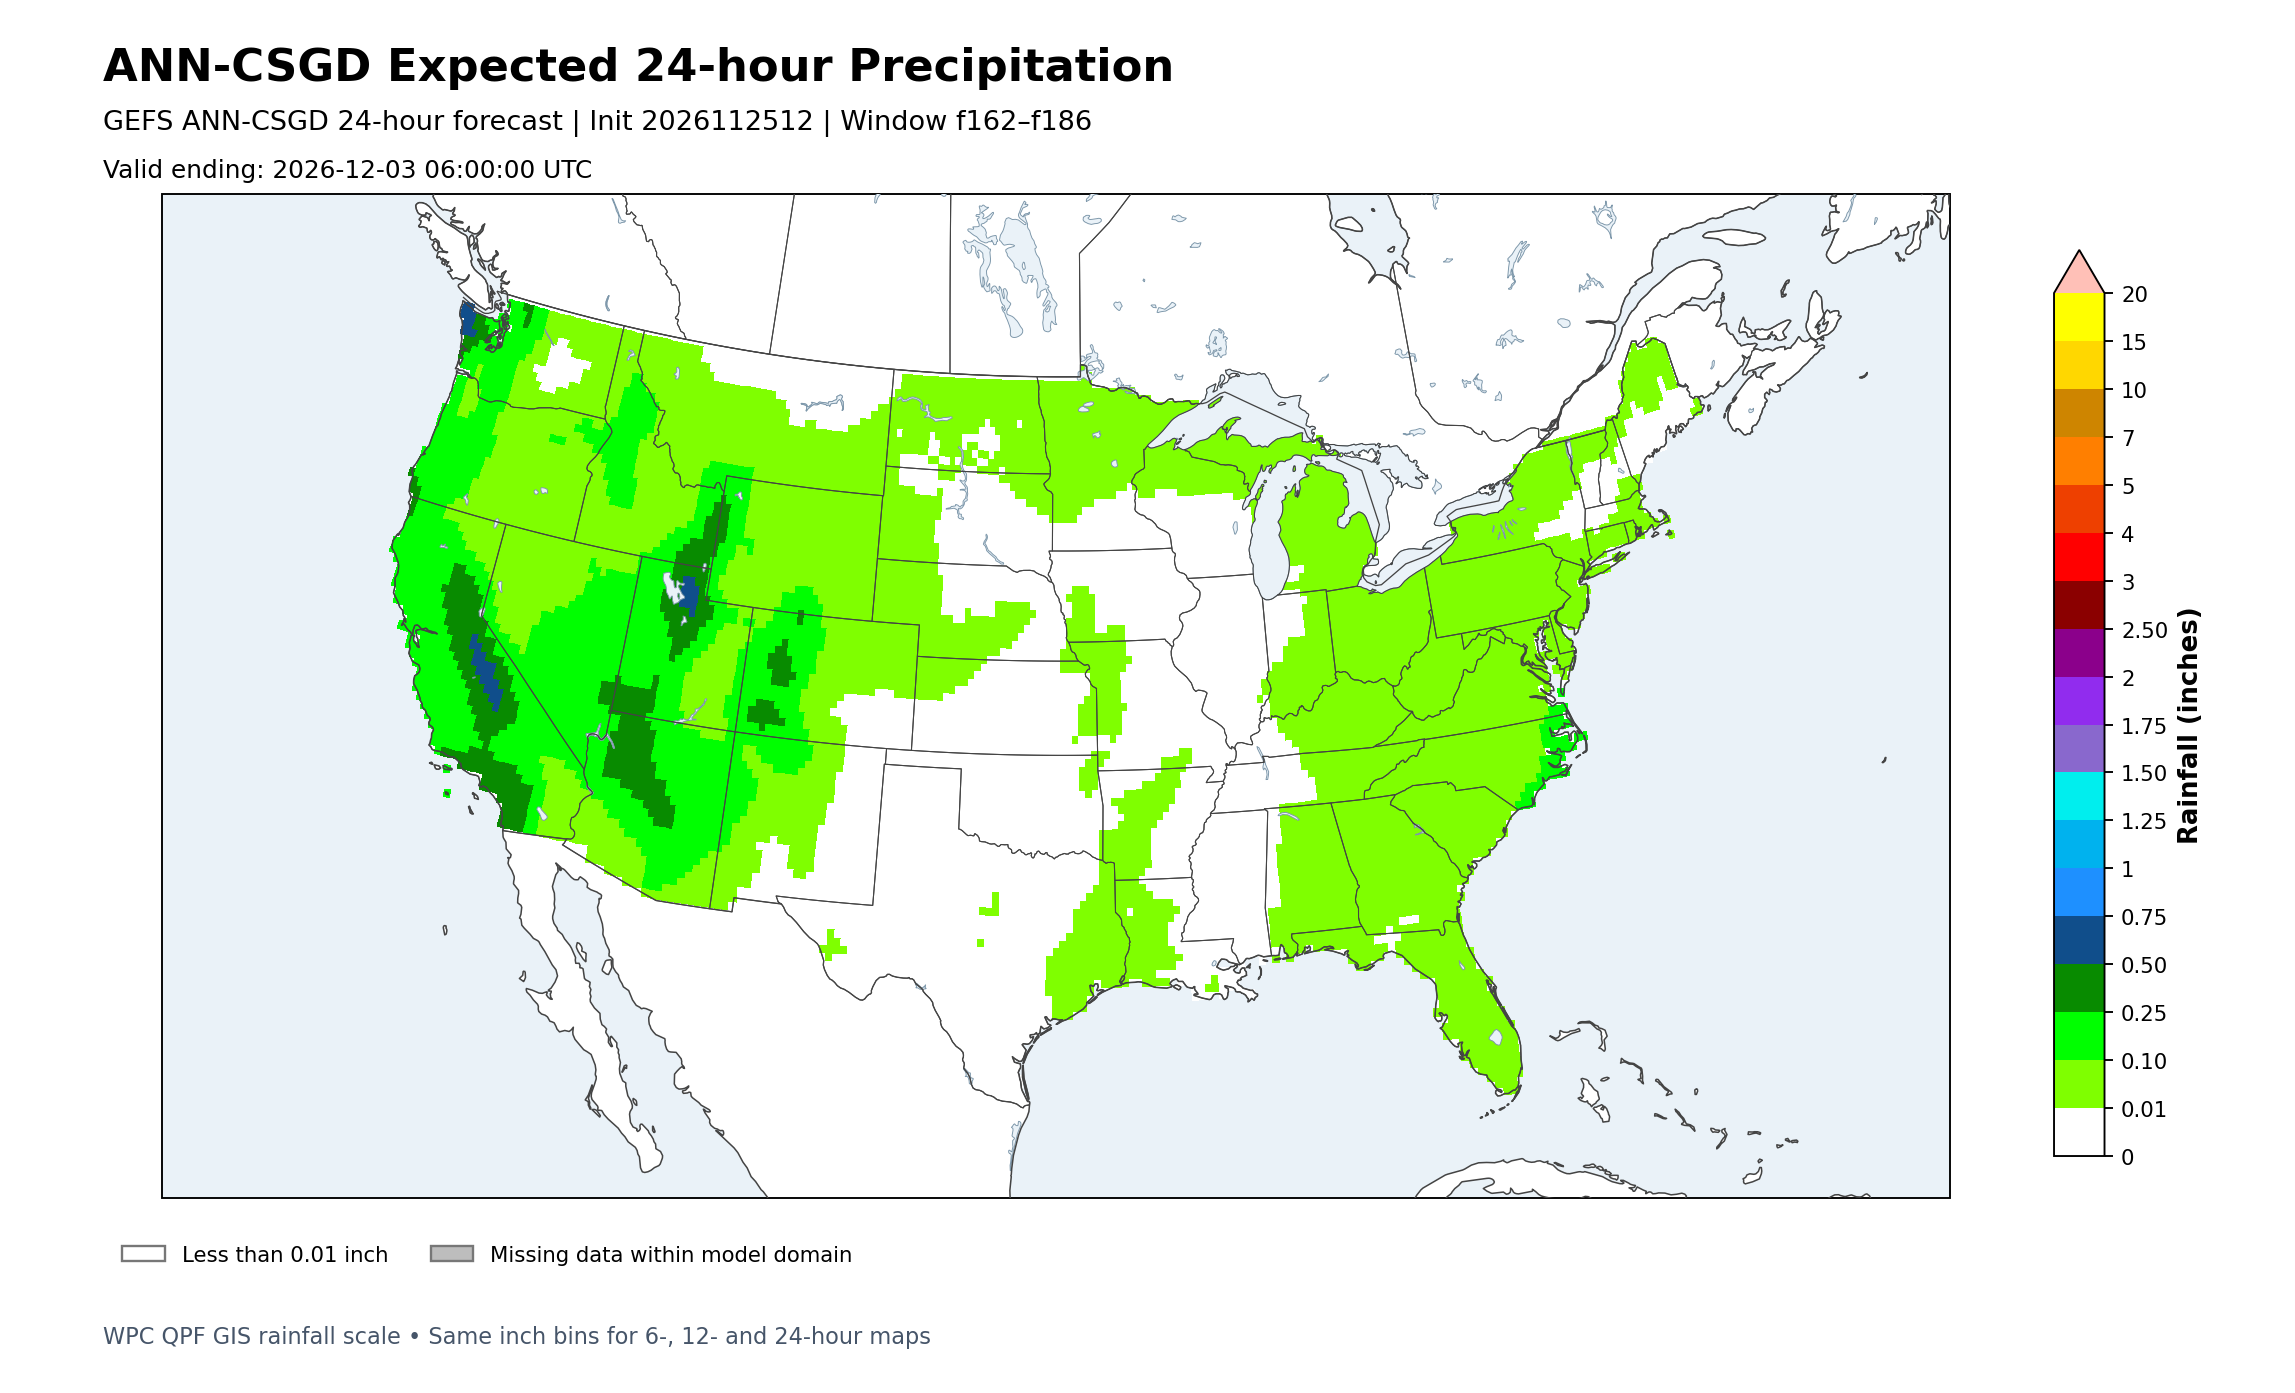 ANN-CSGD Expected 24-hour Precipitation
GEFS ANN-CSGD 24-hour forecast | Init 2026112512 | Window f162–f186
Valid ending: 2026-12-03 06:00:00 UTC
20
15
10
7
5
4
3
2.50
2
1.75
1.50
1.25
1
0.75
0.50
0.25
0.10
0.01
0
Rainfall (inches)
Less than 0.01 inch
Missing data within model domain
WPC QPF GIS rainfall scale • Same inch bins for 6-, 12- and 24-hour maps